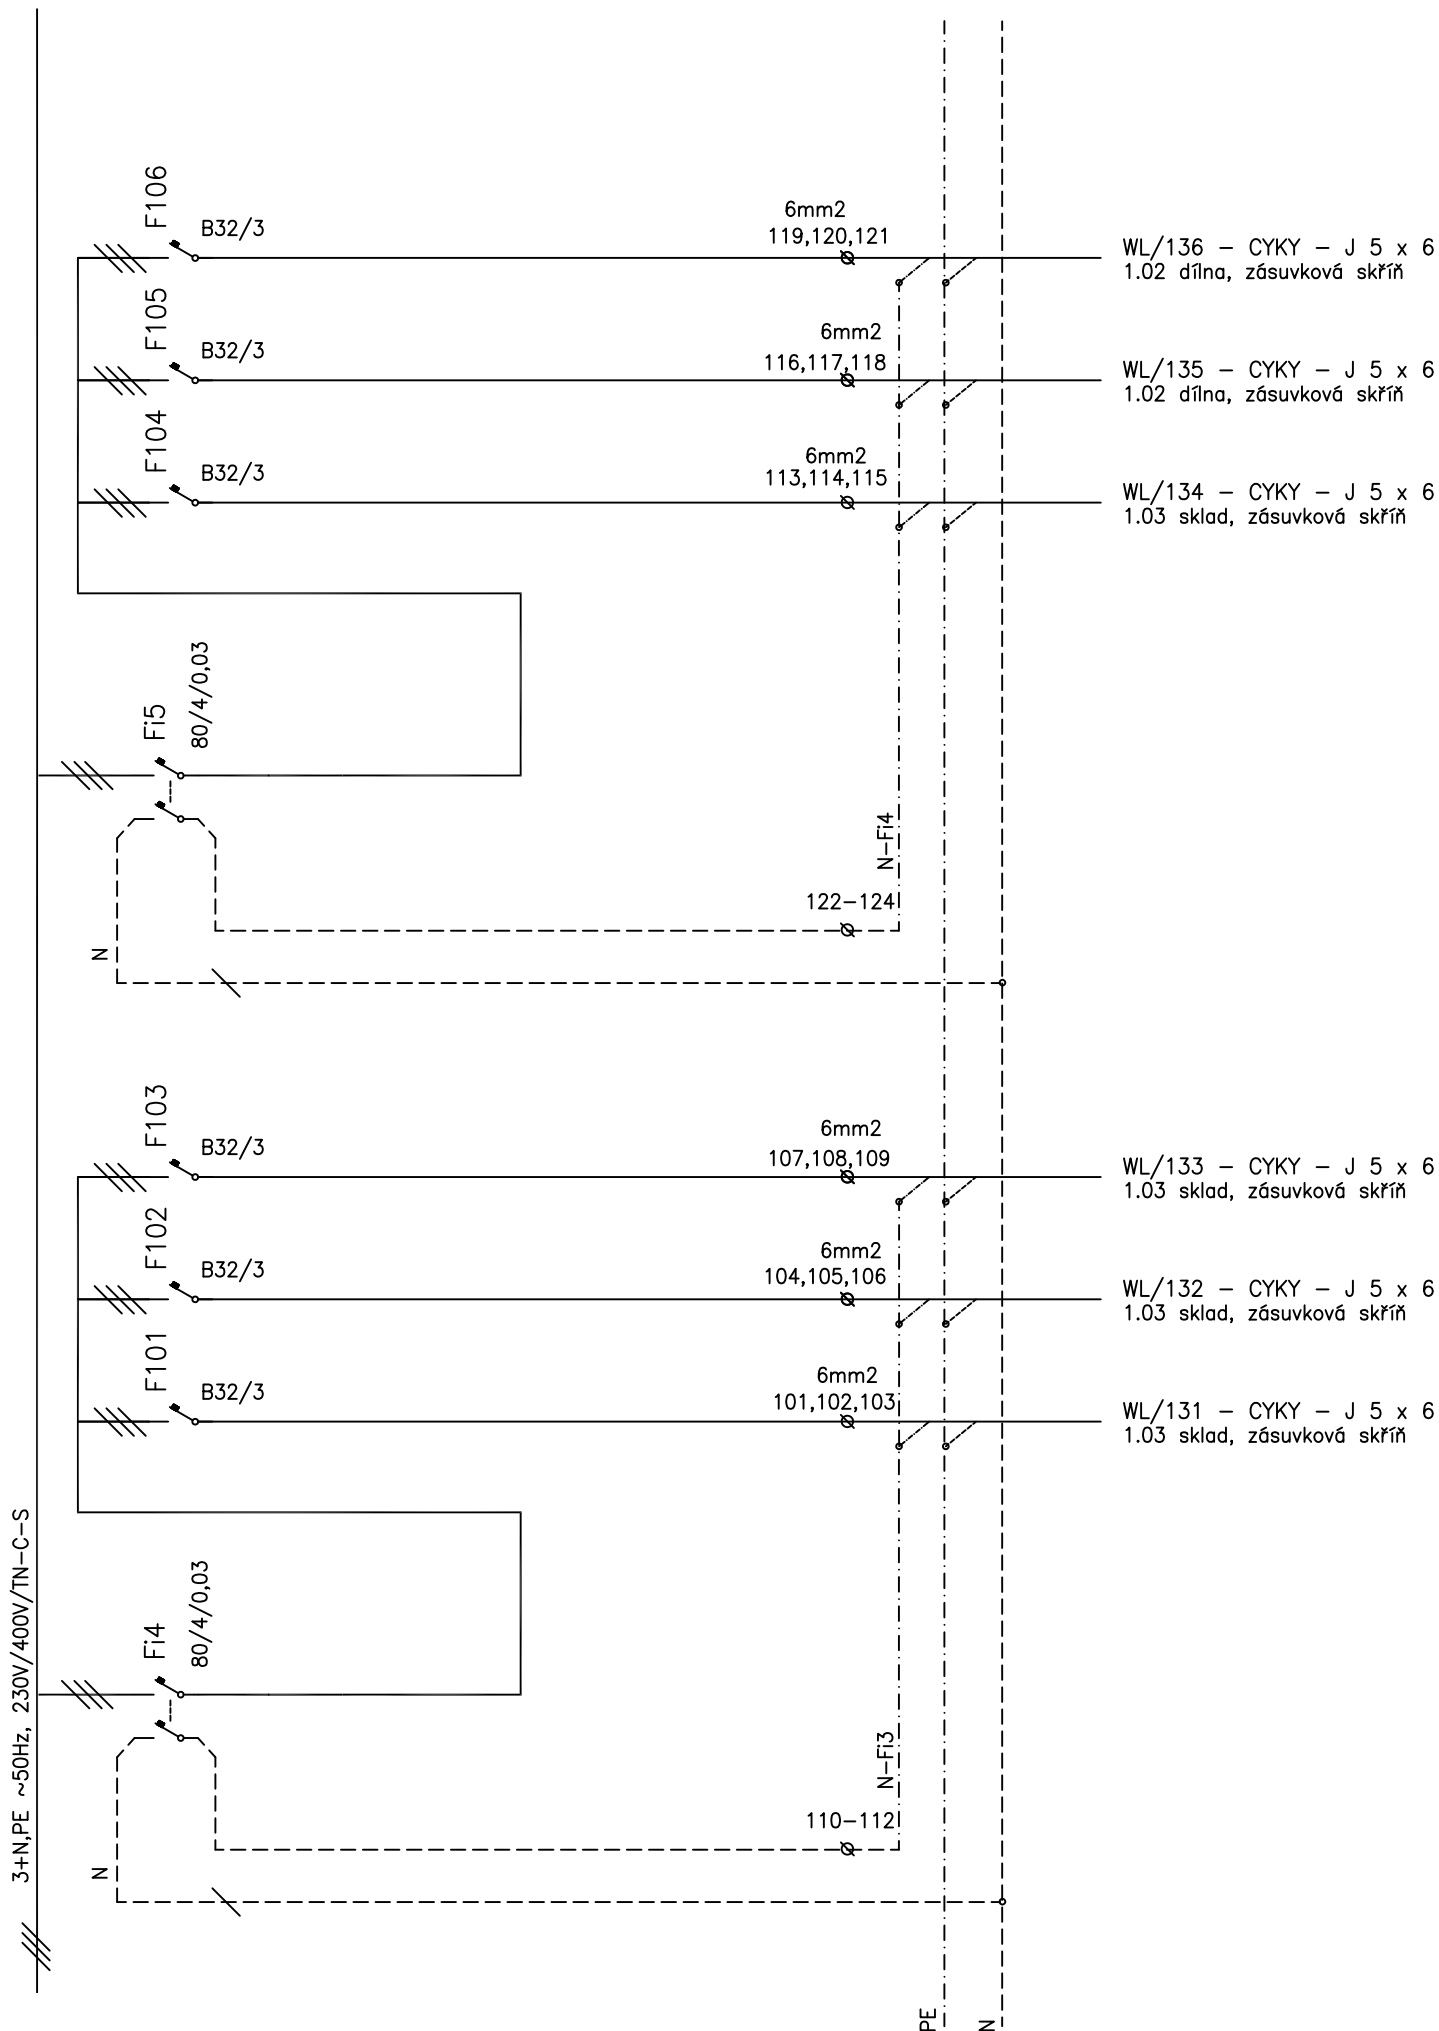 F106
B32/3
6mm2
119,120,121
WL/136 - CYKY - J 5 x 6
1.02 dílna, zásuvková skříň
F105
B32/3
6mm2
116,117,118
WL/135 - CYKY - J 5 x 6
1.02 dílna, zásuvková skříň
F104
B32/3
6mm2
113,114,115
WL/134 - CYKY - J 5 x 6
1.03 sklad, zásuvková skříň
Fi5
80/4/0,03
N-Fi4
122-124
N
F103
B32/3
6mm2
107,108,109
WL/133 - CYKY - J 5 x 6
1.03 sklad, zásuvková skříň
F102
B32/3
6mm2
104,105,106
WL/132 - CYKY - J 5 x 6
1.03 sklad, zásuvková skříň
F101
B32/3
6mm2
101,102,103
WL/131 - CYKY - J 5 x 6
1.03 sklad, zásuvková skříň
3+N,PE ~50Hz, 230V/400V/TN-C-S
Fi4
80/4/0,03
N-Fi3
110-112
N
PE
N